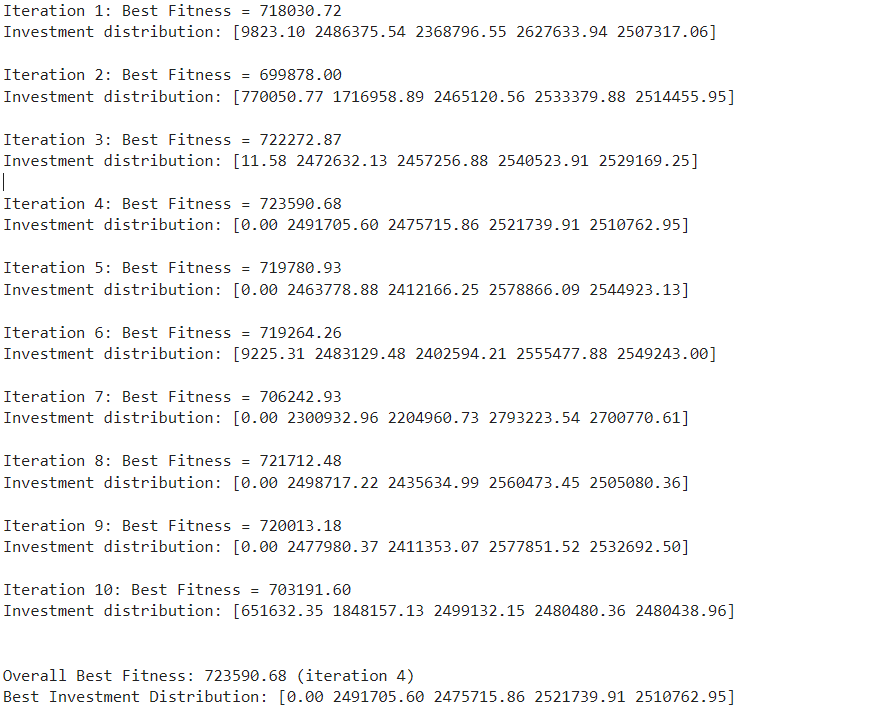 Iteration 1: Best Fitness = 718030.72
Investment distribution: [9823.10 2486375.54 2368796.55 2627633.94 2507317.06]
Iteration 2: Best Fitness = 699878.00
Investment distribution: [770050.77 1716958.89 2465120.56 2533379.88 2514455.95]
Iteration 3: Best Fitness = 722272.87
Investment distribution: [11.58 2472632.13 2457256.88 2540523.91 2529169.25]
Iteration 4: Best Fitness = 723590.68
Investment distribution: [0.00 2491705.60 2475715.86 2521739.91 2510762.95]
Iteration 5: Best Fitness = 719780.93
Investment distribution: [0.00 2463778.88 2412166.25 2578866.09 2544923.13]
Iteration 6: Best Fitness = 719264.26
Investment distribution: [9225.31 2483129.48 2402594.21 2555477.88 2549243.00]
Iteration 7: Best Fitness = 706242.93
Investment distribution: [0.00 2300932.96 2204960.73 2793223.54 2700770.61]
Iteration 8: Best Fitness = 721712.48
Investment distribution: [0.00 2498717.22 2435634.99 2560473.45 2505080.36]
Iteration 9: Best Fitness = 720013.18
Investment distribution: [0.00 2477980.37 2411353.07 2577851.52 2532692.50]
Iteration 10: Best Fitness = 703191.60
Investment distribution: [651632.35 1848157.13 2499132.15 2480480.36 2480438.96]
Overall Best Fitness: 723590.68 (iteration 4)
Best Investment Distribution: [0.00 2491705.60 2475715.86 2521739.91 2510762.95]